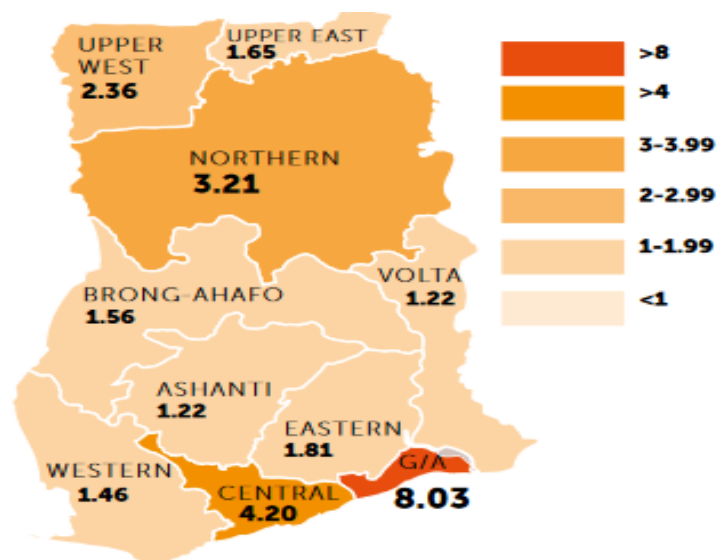 UPPER EAST
1.65
UPPER
WEST
2.36
NORTHERN
3.21
VOLTA
1.22
BRONG-AHAFO
1.56
ASHANTI
1.22
EASTERN
1.81
WESTERN
1.46
CENTRAL
4.20
G/A
8.03
>8
>4
3-3.99
2-2.99
1-1.99
<1